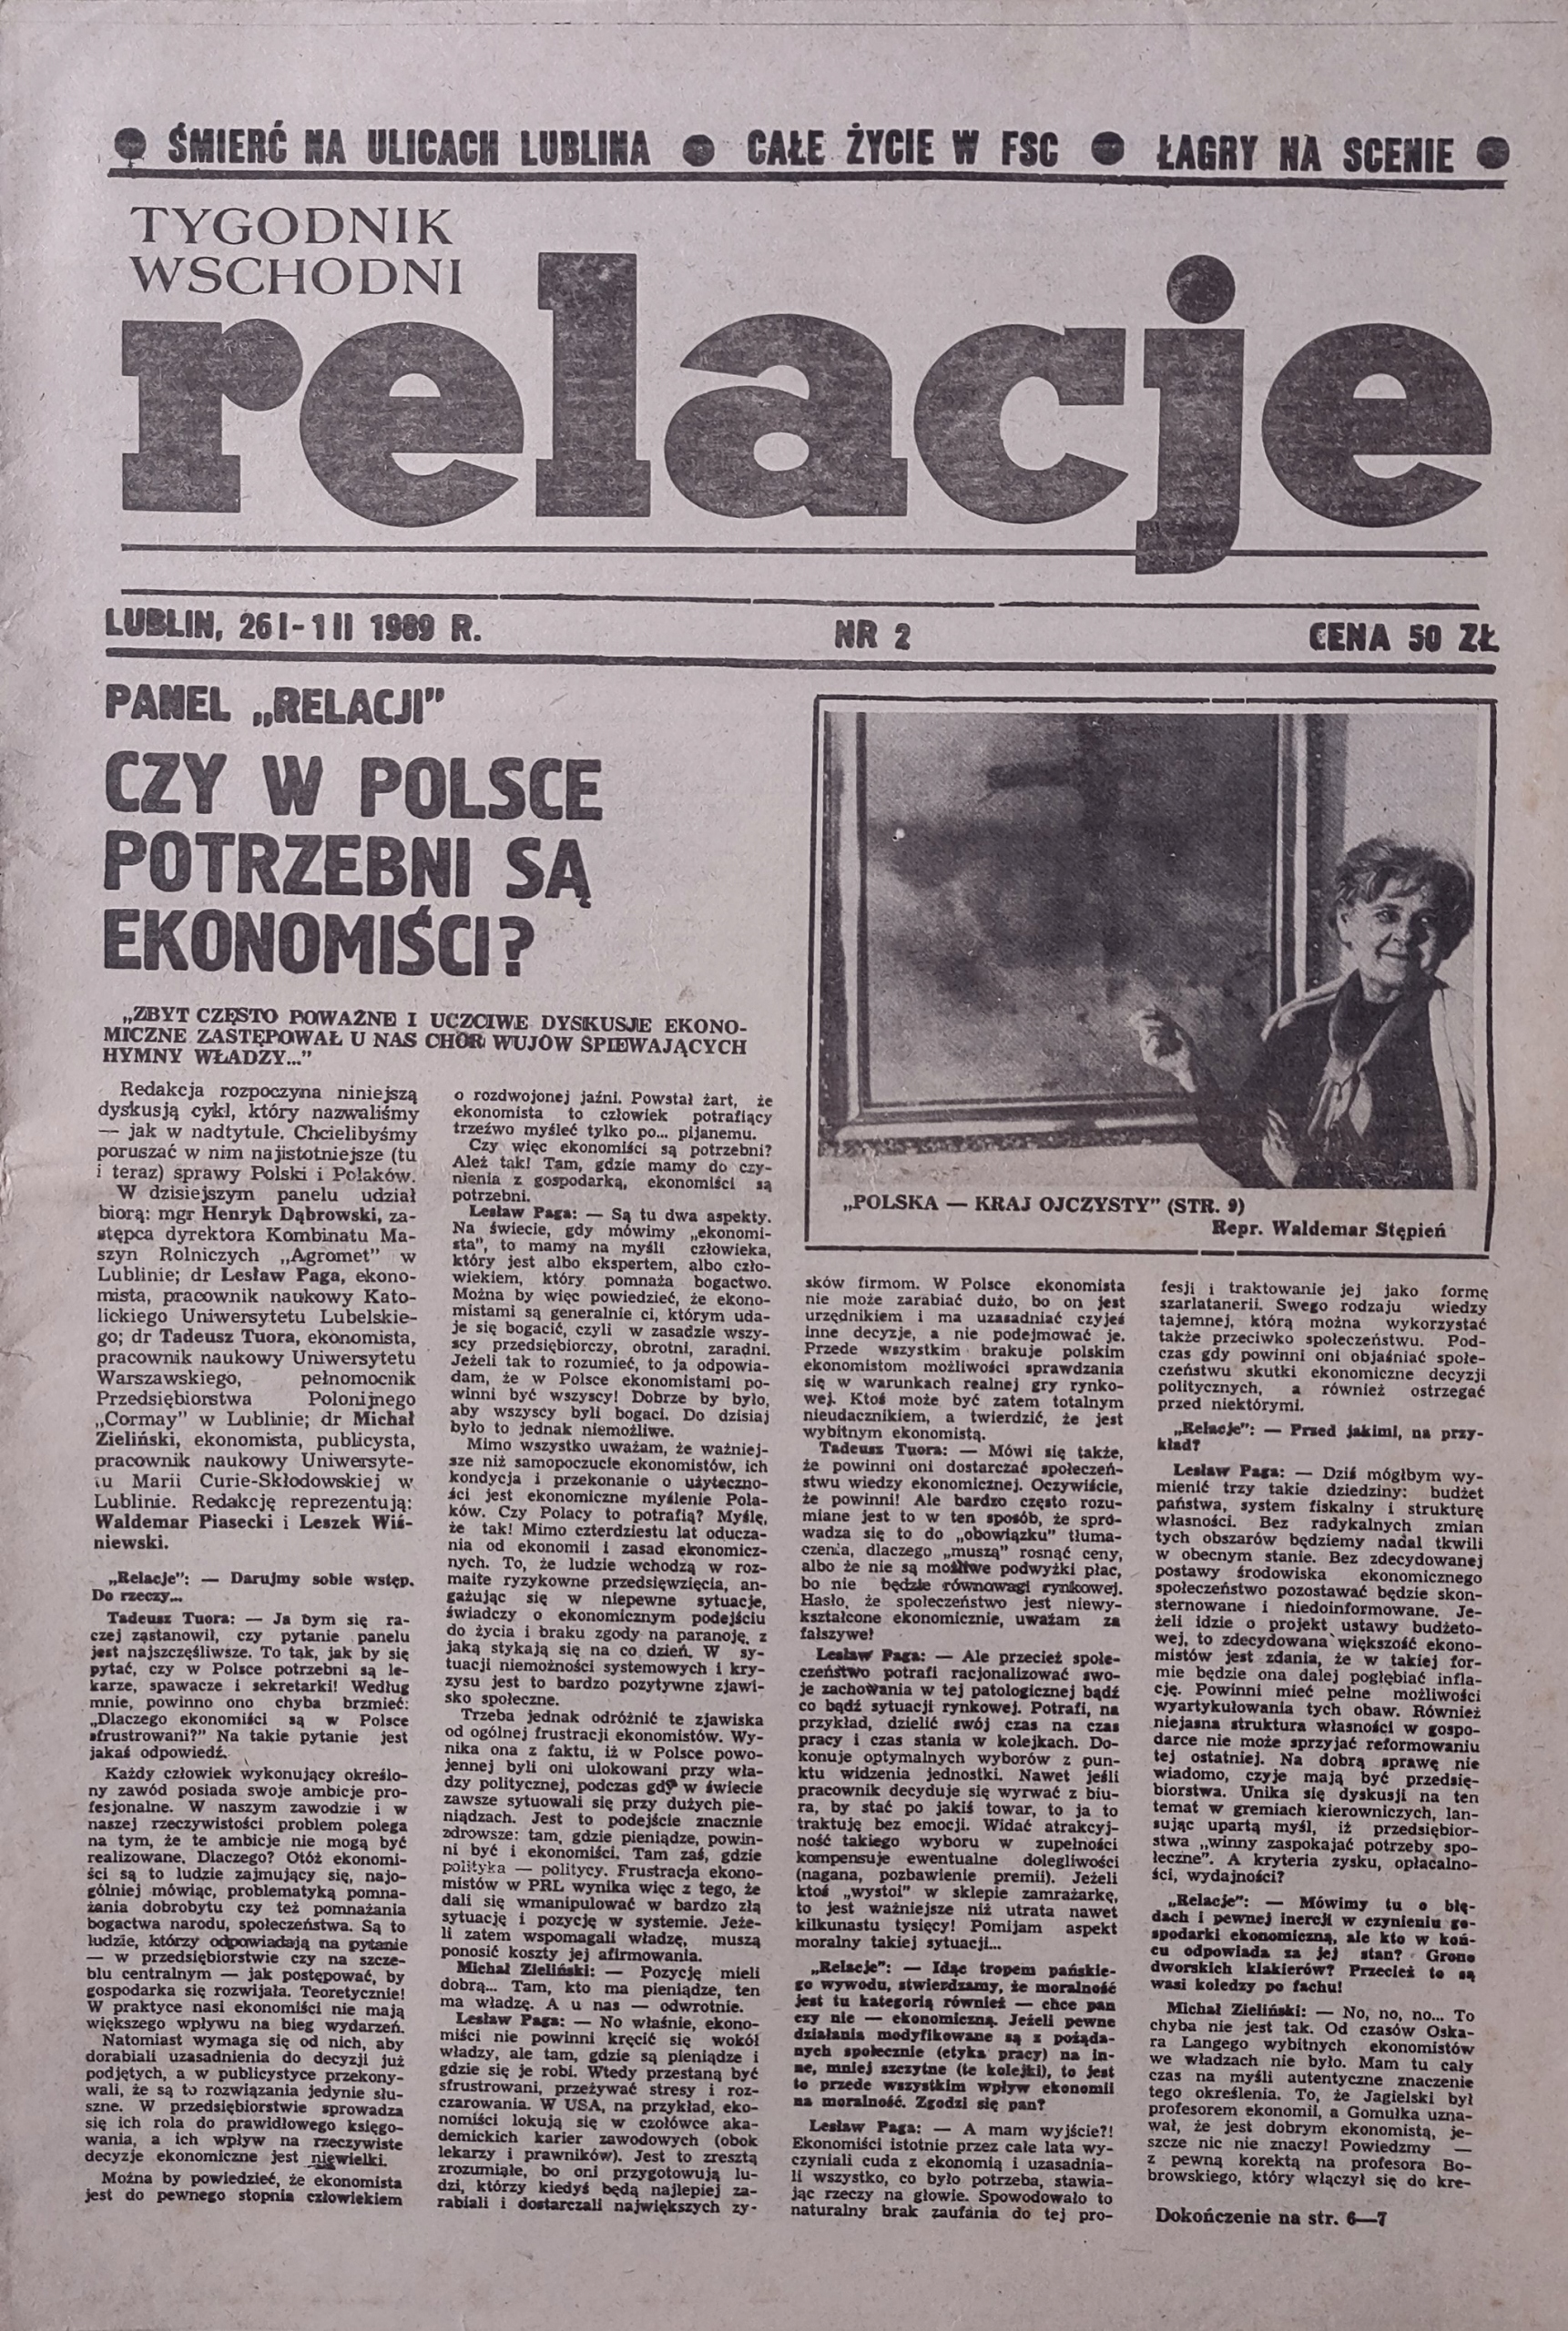 ŚMIERĆ NA ULICACH LUBLINA ● CAŁE ŻYCIE W FSC ● ŁAGRY NA SCENIE
TYGODNIK
WSCHODNI
relacje
LUBLIN, 26 I-1 II 1989 R. NR 2 CENA 50 ZŁ
PANEL „RELACJI”
CZY W POLSCE
POTRZEBNI SĄ
EKONOMIŚCI?
„ZBYT CZĘSTO POWAŻNE I UCZCIWE DYSKUSJE EKONO-
MICZNE ZASTĘPOWAŁ U NAS CHÓR WUJÓW ŚPIEWAJĄCYCH
HYMNY WŁADZY...”
Redakcja rozpoczyna niniejszą
dyskusją cykl, który nazwaliśmy
— jak w nadtytule. Chcielibyśmy
poruszać w nim najistotniejsze (tu
i teraz) sprawy Polski i Polaków.
W dzisiejszym panelu udział
biorą: mgr Henryk Dąbrowski, za-
stępca dyrektora Kombinatu Ma-
szyn Rolniczych „Agromet” w
Lublinie; dr Lesław Paga, ekono-
mista, pracownik naukowy Kato-
lickiego Uniwersytetu Lubelskie-
go; dr Tadeusz Tuora, ekonomista,
pracownik naukowy Uniwersytetu
Warszawskiego, pełnomocnik
Przedsiębiorstwa Polonijnego
„Cormay” w Lublinie; dr Michał
Zieliński, ekonomista, publicysta,
pracownik naukowy Uniwersyte-
tu Marii Curie-Skłodowskiej w
Lublinie. Redakcję reprezentują:
Waldemar Piasecki i Leszek Wiś-
niewski.
„Relacje”: — Darujmy sobie wstęp.
Do rzeczy...
Tadeusz Tuora: — Ja bym się ra-
czej zastanowił, czy pytanie panelu
jest najszczęśliwsze. To tak, jak by się
pytać, czy w Polsce potrzebni są le-
karze, spawacze i sekretarki! Według
mnie, powinno ono chyba brzmieć:
„Dlaczego ekonomiści są w Polsce
sfrustrowani?” Na takie pytanie jest
jakaś odpowiedź.
Każdy człowiek wykonujący określo-
ny zawód posiada swoje ambicje pro-
fesjonalne. W naszym zawodzie i w
naszej rzeczywistości problem polega
na tym, że te ambicje nie mogą być
realizowane. Dlaczego? Otóż ekonomi-
ści są to ludzie zajmujący się, najo-
gólniej mówiąc, problematyką pomna-
żania dobrobytu czy też pomnażania
bogactwa narodu, społeczeństwa. Są to
ludzie, którzy odpowiadają na pytanie
— w przedsiębiorstwie czy na szcze-
blu centralnym — jak postępować, by
gospodarka się rozwijała. Teoretycznie!
W praktyce nasi ekonomiści nie mają
większego wpływu na bieg wydarzeń.
Natomiast wymaga się od nich, aby
dorabiali uzasadnienia do decyzji już
podjętych, a w publicystyce przekony-
wali, że są to rozwiązania jedynie słu-
szne. W przedsiębiorstwie sprowadza
się ich rola do prawidłowego księgo-
wania, a ich wpływ na rzeczywiste
decyzje ekonomiczne jest niewielki.
Można by powiedzieć, że ekonomista
jest do pewnego stopnia człowiekiem
o rozdwojonej jaźni. Powstał żart, że
ekonomista to człowiek potrafiący
trzeźwo myśleć tylko po... pijanemu.
Czy więc ekonomiści są potrzebni?
Ależ tak! Tam, gdzie mamy do czy-
nienia z gospodarką, ekonomiści są
potrzebni.
Lesław Paga: — Są tu dwa aspekty.
Na świecie, gdy mówimy „ekonomi-
sta”, to mamy na myśli człowieka,
który jest albo ekspertem, albo czło-
wiekiem, który pomnaża bogactwo.
Można by więc powiedzieć, że ekono-
mistami są generalnie ci, którym uda-
je się bogacić, czyli w zasadzie wszy-
scy przedsiębiorczy, obrotni, zaradni.
Jeżeli tak to rozumieć, to ja odpowia-
dam, że w Polsce ekonomistami po-
winni być wszyscy! Dobrze by było,
aby wszyscy byli bogaci. Do dzisiaj
było to jednak niemożliwe.
Mimo wszystko uważam, że ważniej-
sze niż samopoczucie ekonomistów, ich
kondycja i przekonanie o użyteczno-
ści jest ekonomiczne myślenie Pola-
ków. Czy Polacy to potrafią? Myślę,
że tak! Mimo czterdziestu lat oducza-
nia od ekonomii i zasad ekonomicz-
nych. To, że ludzie wchodzą w roz-
maite ryzykowne przedsięwzięcia, an-
gażując się w niepewne sytuacje,
świadczy o ekonomicznym podejściu
do życia i braku zgody na paranoję, z
jaką stykają się na co dzień. W sy-
tuacji niemożności systemowych i kry-
zysu jest to bardzo pozytywne zjawi-
sko społeczne.
Trzeba jednak odróżnić te zjawiska
od ogólnej frustracji ekonomistów. Wy-
nika ona z faktu, iż w Polsce powo-
jennej byli oni ulokowani przy wła-
dzy politycznej, podczas gdy w świecie
zawsze sytuowali się przy dużych pie-
niądzach. Jest to podejście znacznie
zdrowsze: tam, gdzie pieniądze, powin-
ni być i ekonomiści. Tam zaś, gdzie
polityka — politycy. Frustracja ekono-
mistów w PRL wynika więc z tego, że
dali się wmanipulować w bardzo złą
sytuację i pozycję w systemie. Jeże-
li zatem wspomagali władzę, muszą
ponosić koszty jej afirmowania.
Michał Zieliński: — Pozycję mieli
dobrą... Tam, kto ma pieniądze, ten
ma władzę. A u nas — odwrotnie.
Lesław Paga: — No właśnie, ekono-
miści nie powinni kręcić się wokół
władzy, ale tam, gdzie są pieniądze i
gdzie się je robi. Wtedy przestaną być
sfrustrowani, przeżywać stresy i roz-
czarowania. W USA, na przykład, eko-
nomiści lokują się w czołówce aka-
demickich karier zawodowych (obok
lekarzy i prawników). Jest to zresztą
zrozumiałe, bo oni przygotowują lu-
dzi, którzy kiedyś będą najlepiej za-
rabiali i dostarczali największych zy-
„POLSKA — KRAJ OJCZYSTY” (STR. 9)
Repr. Waldemar Stępień
sków firmom. W Polsce ekonomista
nie może zarabiać dużo, bo on jest
urzędnikiem i ma uzasadniać czyjeś
inne decyzje, a nie podejmować je.
Przede wszystkim brakuje polskim
ekonomistom możliwości sprawdzania
się w warunkach realnej gry rynko-
wej. Ktoś może być zatem totalnym
nieudacznikiem, a twierdzić, że jest
wybitnym ekonomistą.
Tadeusz Tuora: — Mówi się także,
że powinni oni dostarczać społeczeń-
stwu wiedzy ekonomicznej. Oczywiście,
że powinni! Ale bardzo często rozu-
miane jest to w ten sposób, że spro-
wadza się to do „obowiązku” tłuma-
czenia, dlaczego „muszą” rosnąć ceny,
albo że nie są możliwe podwyżki płac,
bo nie będzie równowagi rynkowej.
Hasło, że społeczeństwo jest niewy-
kształcone ekonomicznie, uważam za
fałszywe!
Lesław Paga: — Ale przecież społe-
czeństwo potrafi racjonalizować swo-
je zachowania w tej patologicznej bądź
co bądź sytuacji rynkowej. Potrafi, na
przykład, dzielić swój czas na czas
pracy i czas stania w kolejkach. Do-
konuje optymalnych wyborów z pun-
ktu widzenia jednostki. Nawet jeśli
pracownik decyduje się wyrwać z biu-
ra, by stać po jakiś towar, to ja to
traktuję bez emocji. Widać atrakcyj-
ność takiego wyboru w zupełności
kompensuje ewentualne dolegliwości
(nagana, pozbawienie premii). Jeżeli
ktoś „wystoi” w sklepie zamrażarkę,
to jest ważniejsze niż utrata nawet
kilkunastu tysięcy! Pomijam aspekt
moralny takiej sytuacji...
„Relacje”: — Idąc tropem pańskie-
go wywodu, stwierdzamy, że moralność
jest tu kategorią również — chce pan
czy nie — ekonomiczną. Jeżeli pewne
działania modyfikowane są z pożąda-
nych społecznie (etyka pracy) na in-
ne, mniej szczytne (te kolejki), to jest
to przede wszystkim wpływ ekonomii
na moralność. Zgodzi się pan?
Lesław Paga: — A mam wyjście?!
Ekonomiści istotnie przez całe lata wy-
czyniali cuda z ekonomią i uzasadnia-
li wszystko, co było potrzeba, stawia-
jąc rzeczy na głowie. Spowodowało to
naturalny brak zaufania do tej pro-
fesji i traktowanie jej jako formę
szarlatanerii. Swego rodzaju wiedzy
tajemnej, którą można wykorzystać
także przeciwko społeczeństwu. Pod-
czas gdy powinni oni objaśniać społe-
czeństwu skutki ekonomiczne decyzji
politycznych, a również ostrzegać
przed niektórymi.
„Relacje”: — Przed jakimi, na przy-
kład?
Lesław Paga: — Dziś mógłbym wy-
mienić trzy takie dziedziny: budżet
państwa, system fiskalny i strukturę
własności. Bez radykalnych zmian
tych obszarów będziemy nadal tkwili
w obecnym stanie. Bez zdecydowanej
postawy środowiska ekonomicznego
społeczeństwo pozostawać będzie skon-
sternowane i niedoinformowane. Je-
żeli idzie o projekt ustawy budżeto-
wej, to zdecydowana większość ekono-
mistów jest zdania, że w takiej for-
mie będzie ona dalej pogłębiać infla-
cję. Powinni mieć pełne możliwości
wyartykułowania tych obaw. Również
niejasna struktura własności w gospo-
darce nie może sprzyjać reformowaniu
tej ostatniej. Na dobrą sprawę nie
wiadomo, czyje mają być przedsię-
biorstwa. Unika się dyskusji na ten
temat w gremiach kierowniczych, lan-
sując upartą myśl, iż przedsiębior-
stwa „winny zaspokajać potrzeby spo-
łeczne”. A kryteria zysku, opłacalno-
ści, wydajności?
„Relacje”: — Mówimy tu o błę-
dach i pewnej inercji w czynieniu go-
spodarki ekonomiczną, ale kto w koń-
cu odpowiada za jej stan? Grono
dworskich klakierów? Przecież to są
wasi koledzy po fachu!
Michał Zieliński: — No, no, no... To
chyba nie jest tak. Od czasów Oska-
ra Langego wybitnych ekonomistów
we władzach nie było. Mam tu cały
czas na myśli autentyczne znaczenie
tego określenia. To, że Jagielski był
profesorem ekonomii, a Gomułka uzna-
wał, że jest dobrym ekonomistą, je-
szcze nic nie znaczy! Powiedzmy —
z pewną korektą na profesora Bo-
browskiego, który włączył się do kre-
Dokończenie na str. 6—7